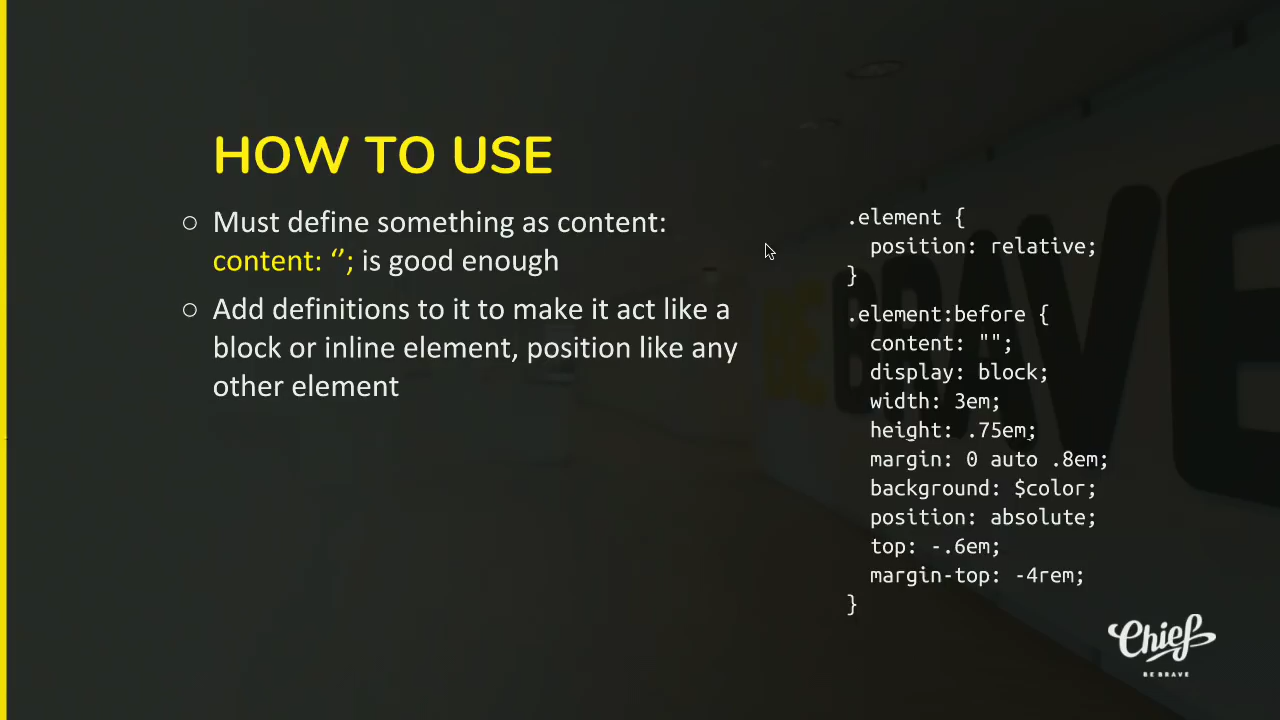 HOW TO USE
○ Must define something as content:
content: ‘’; is good enough
○ Add definitions to it to make it act like a
block or inline element, position like any
other element
.element {
  position: relative;
}
.element:before {
  content: "";
  display: block;
  width: 3em;
  height: .75em;
  margin: 0 auto .8em;
  background: $color;
  position: absolute;
  top: -.6em;
  margin-top: -4rem;
}
BE BRAVE
Chief
BE BRAVE